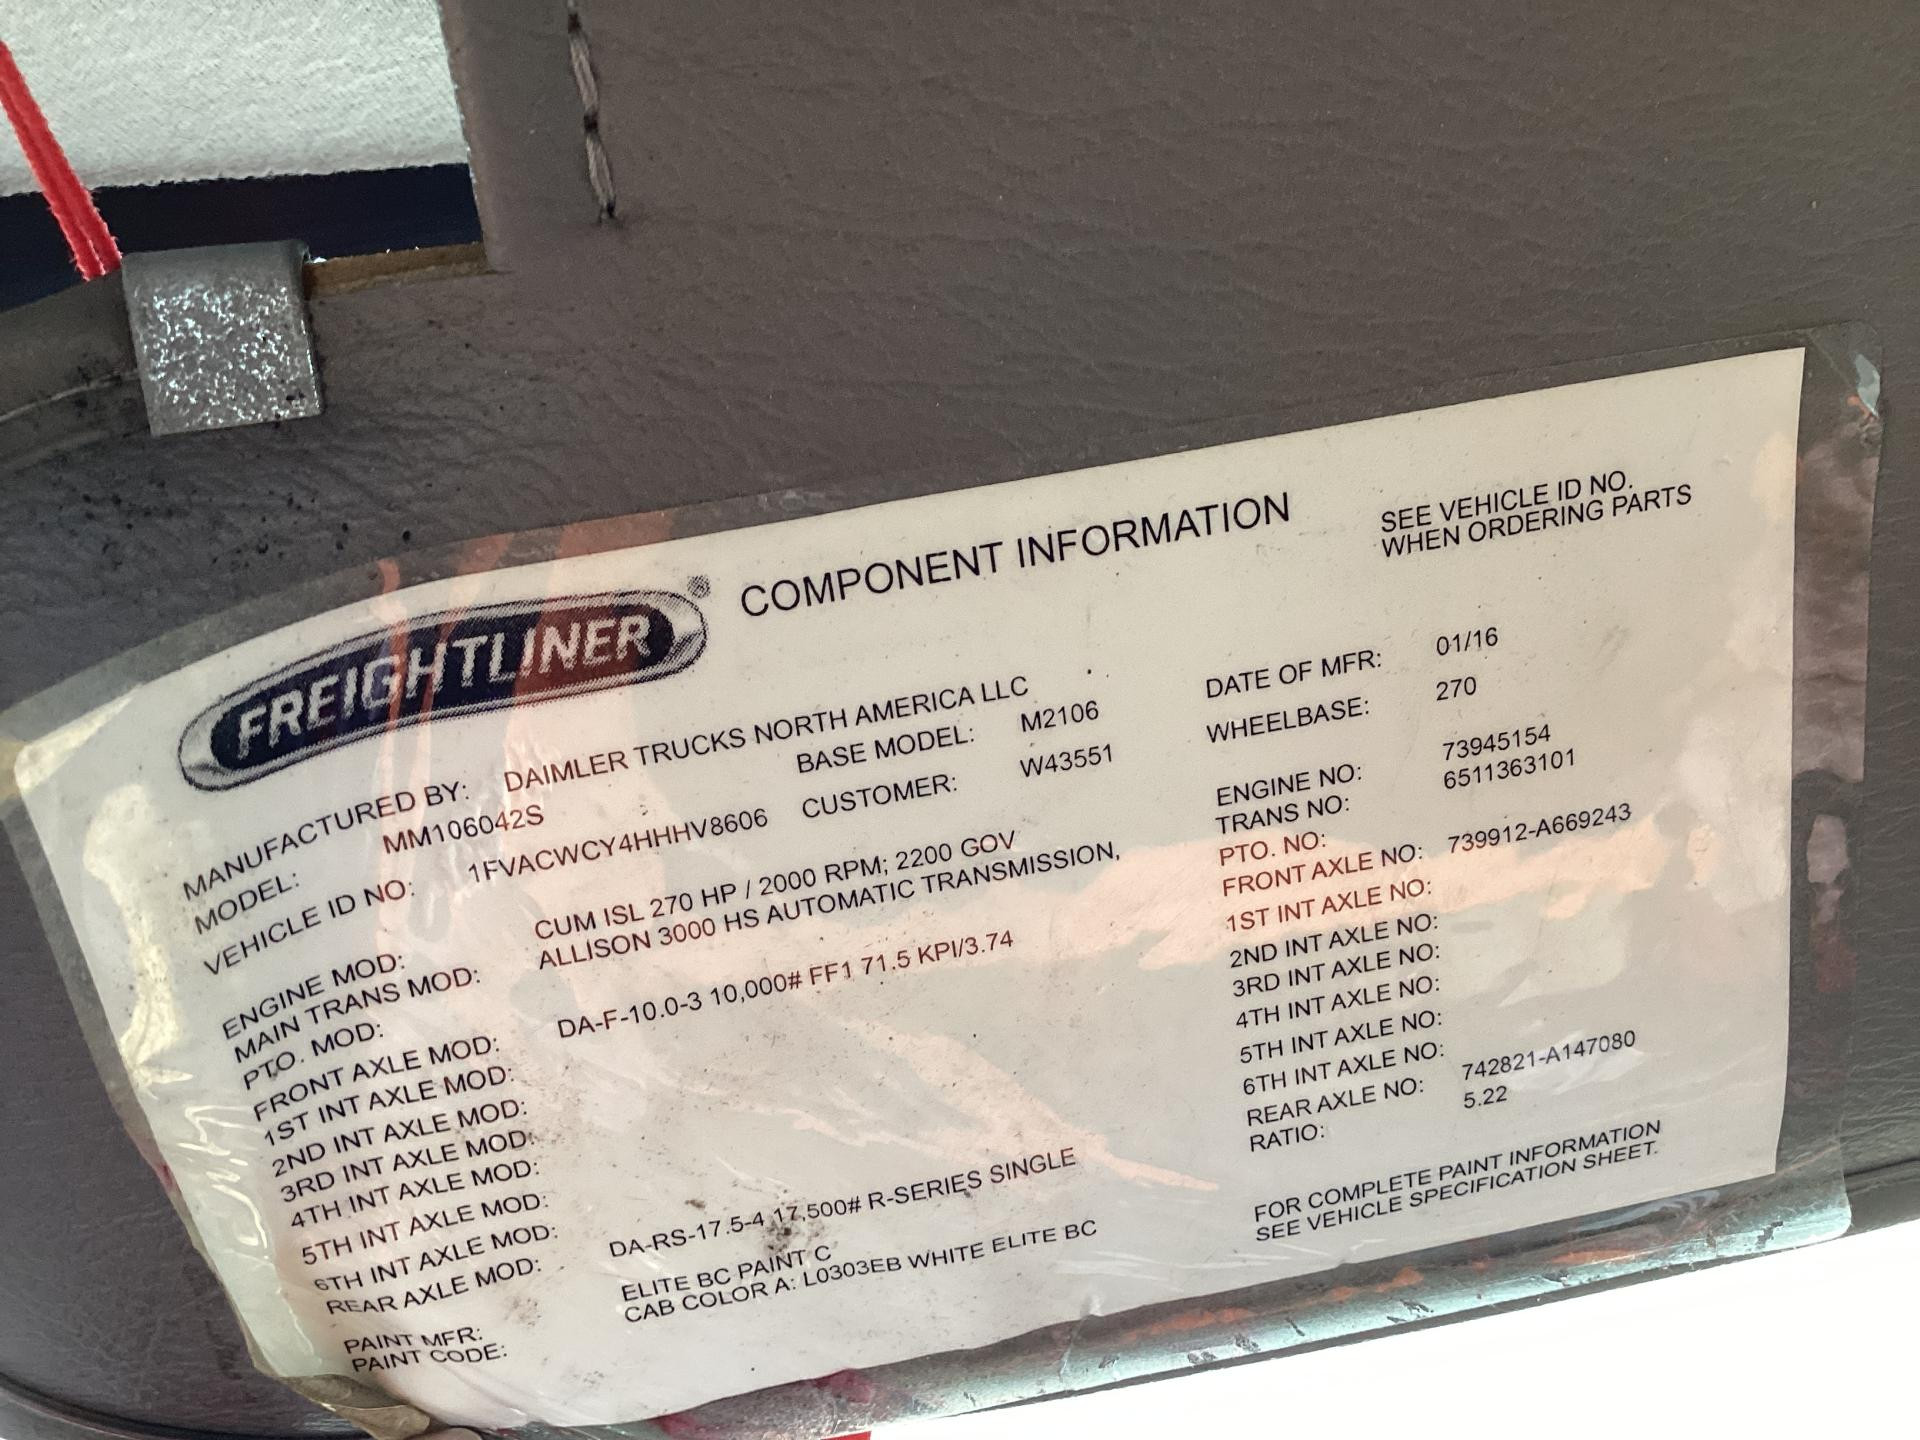 FREIGHTLINER®
COMPONENT INFORMATION
SEE VEHICLE ID NO.
WHEN ORDERING PARTS
MANUFACTURED BY: DAIMLER TRUCKS NORTH AMERICA LLC
MODEL: MM106042S BASE MODEL: M2106
VEHICLE ID NO: 1FVACWCY4HHHV8606 CUSTOMER: W43551
DATE OF MFR: 01/16
WHEELBASE: 270
ENGINE MOD: CUM ISL 270 HP / 2000 RPM; 2200 GOV
MAIN TRANS MOD: ALLISON 3000 HS AUTOMATIC TRANSMISSION,
PTO. MOD:
FRONT AXLE MOD: DA-F-10.0-3 10,000# FF1 71.5 KPI/3.74
1ST INT AXLE MOD:
2ND INT AXLE MOD:
3RD INT AXLE MOD:
4TH INT AXLE MOD:
5TH INT AXLE MOD:
6TH INT AXLE MOD:
REAR AXLE MOD: DA-RS-17.5-4 17,500# R-SERIES SINGLE
PAINT MFR: ELITE BC PAINT C
PAINT CODE: CAB COLOR A: L0303EB WHITE ELITE BC
ENGINE NO: 73945154
TRANS NO: 6511363101
PTO. NO:
FRONT AXLE NO: 739912-A669243
1ST INT AXLE NO:
2ND INT AXLE NO:
3RD INT AXLE NO:
4TH INT AXLE NO:
5TH INT AXLE NO:
6TH INT AXLE NO:
REAR AXLE NO: 742821-A147080
RATIO: 5.22
FOR COMPLETE PAINT INFORMATION
SEE VEHICLE SPECIFICATION SHEET.